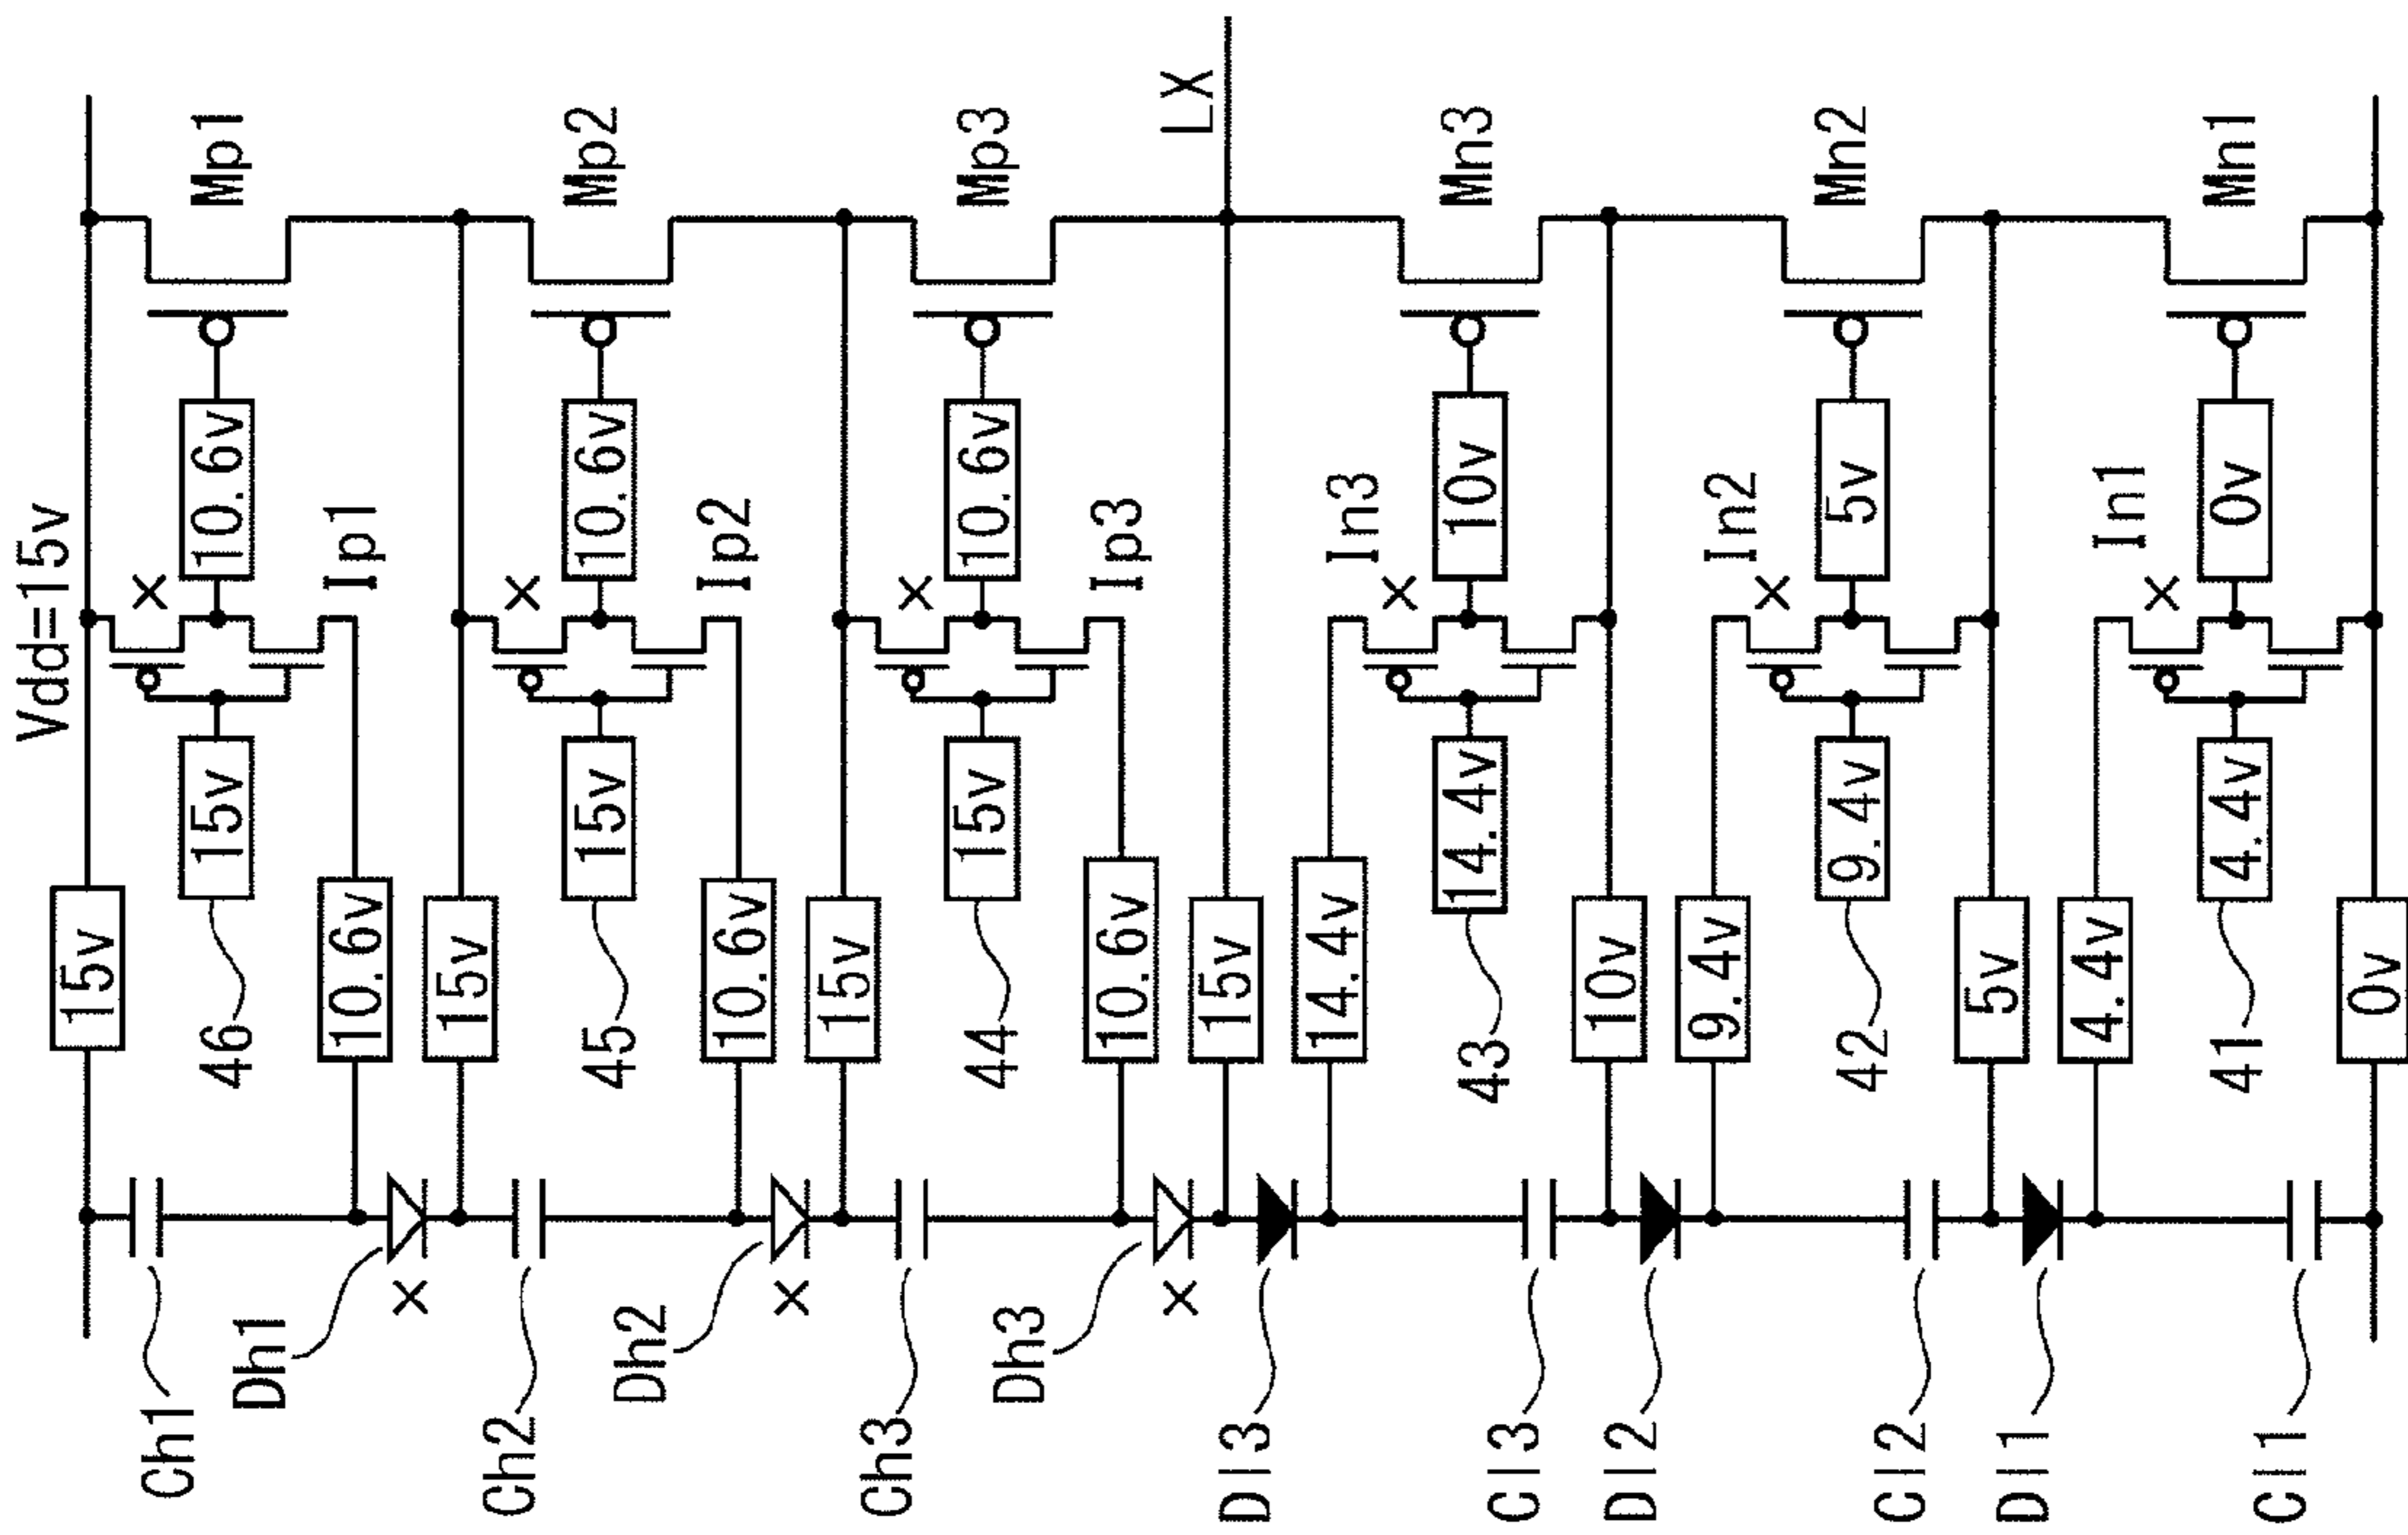 Vdd=15v
Mp1
Mp2
Mp3
LX
Mn3
Mn2
Mn1
10.6v
10.6v
10.6v
10v
5v
0v
Ip1
Ip2
Ip3
In3
In2
In1
×
×
×
×
×
×
15v
15v
15v
14.4v
9.4v
4.4v
15v
10.6v
15v
10.6v
15v
10.6v
15v
14.4v
10v
9.4v
5v
4.4v
0v
46
45
44
43
42
41
×
×
×
Ch1
Dh1
Ch2
Dh2
Ch3
Dh3
Dl3
Cl3
Dl2
Cl2
Dl1
Cl1